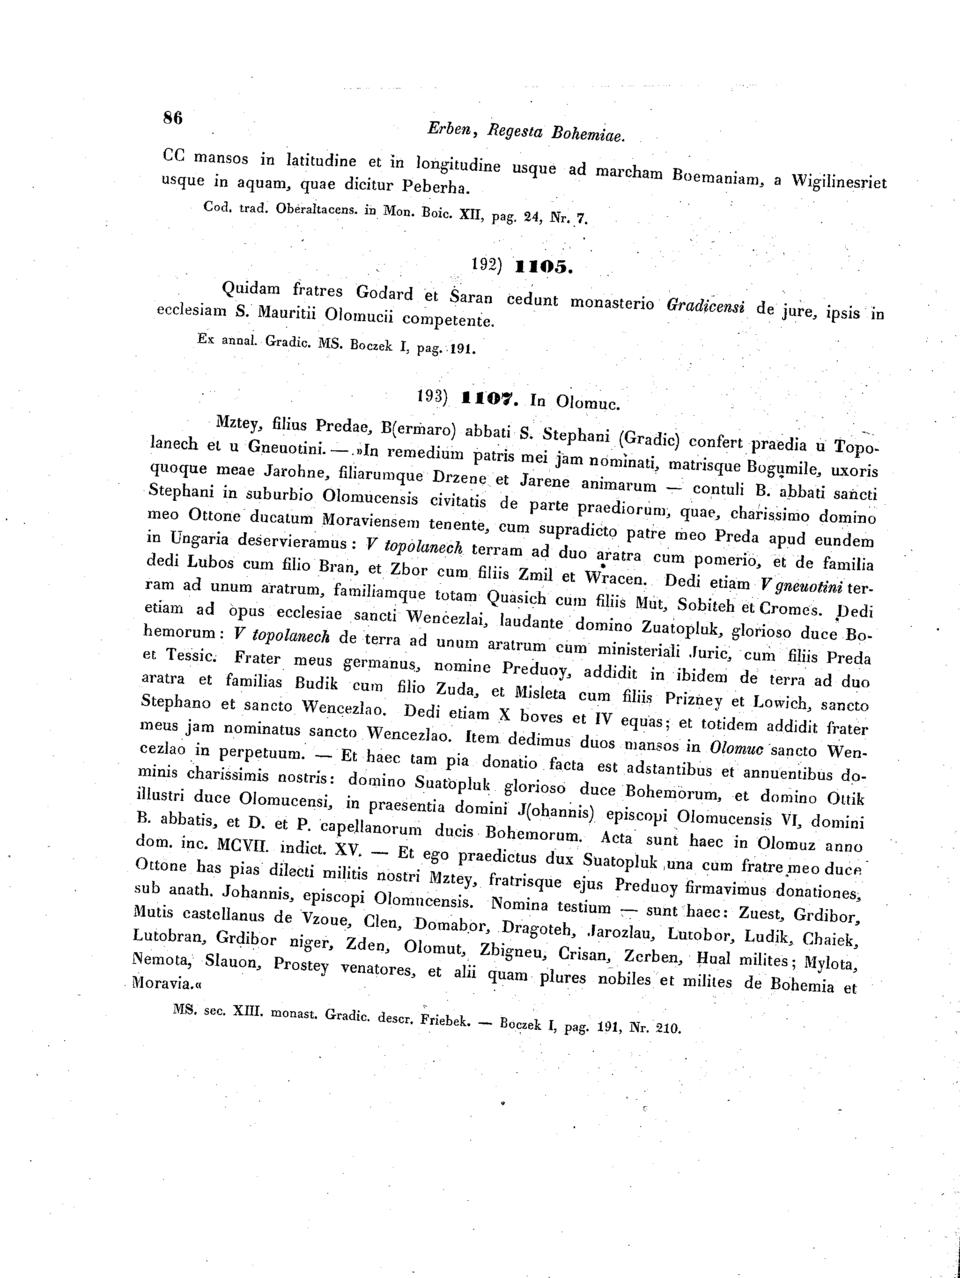 86
Erben, Regesta Bohemiae.
CC mansos in latitudine et in longitudine usque ad marcham Boemaniam, a Wigilinesriet
usque in aquam, quae dicitur Peberha.
Cod. trad. Oberaltacens. in Mon. Boic. XII, pag. 24, Nr. 7.
192) 1105.
Quidam fratres Godard et Saran cedunt monasterio Gradicensi de jure, ipsis in
ecclesiam S. Mauritii Olomucii competente.
Ex annal. Gradic. MS. Boczek I, pag. 191.
193) 1107. In Olomuc.
Mztey, filius Predae, B(ermaro) abbati S. Stephani (Gradic) confert praedia u Topo-
lanech et u Gneuotini. — »In remedium patris mei jam nominati, matrisque Bogumile, uxoris
quoque meae Jarohne, filiarumque Drzene et Jarene animarum — contuli B. abbati sancti
Stephani in suburbio Olomucensis civitatis de parte praediorum, quae, charissimo domino
meo Ottone ducatum Moraviensem tenente, cum supradicto patre meo Preda apud eundem
in Ungaria deservieramus: V topolanech terram ad duo aratra cum pomerio, et de familia
dedi Lubos cum filio Bran, et Zbor cum filiis Zmil et Wracen. Dedi etiam V gneuotini ter-
ram ad unum aratrum, familiamque totam Quasich cum filiis Mut, Sobiteh et Cromes. Dedi
etiam ad opus ecclesiae sancti Wencezlai, laudante domino Zuatopluk, glorioso duce Bo-
hemorum: V topolanech de terra ad unum aratrum cum ministeriali Juric, cum filiis Preda
et Tessic. Frater meus germanus, nomine Preduoy, addidit in ibidem de terra ad duo
aratra et familias Budik cum filio Zuda, et Misleta cum filiis Prizney et Lowich, sancto
Stephano et sancto Wencezlao. Dedi etiam X boves et IV equas; et totidem addidit frater
meus jam nominatus sancto Wencezlao. Item dedimus duos mansos in Olomuc sancto Wen-
cezlao in perpetuum. — Et haec tam pia donatio facta est adstantibus et annuentibus do-
minis charissimis nostris: domino Suatopluk glorioso duce Bohemorum, et domino Ottik
illustri duce Olomucensi, in praesentia domini J(ohannis) episcopi Olomucensis VI, domini
B. abbatis, et D. et P. capellanorum ducis Bohemorum. Acta sunt haec in Olomuz anno
dom. inc. MCVII. indict. XV. — Et ego praedictus dux Suatopluk una cum fratre meo duce
Ottone has pias dilecti militis nostri Mztey, fratrisque ejus Preduoy firmavimus donationes,
sub anath. Johannis, episcopi Olomucensis. Nomina testium — sunt haec: Zuest, Grdibor,
Mutis castellanus de Vzoue, Clen, Domabor, Dragoteh, Jarozlau, Lutobor, Ludik, Chaiek,
Lutobran, Grdibor niger, Zden, Olomut, Zbigneu, Crisan, Zcrben, Hual milites; Mylota,
Nemota, Slauon, Prostey venatores, et alii quam plures nobiles et milites de Bohemia et
Moravia.«
MS. sec. XIII. monast. Gradic. descr. Friebek. — Boczek I, pag. 191, Nr. 210.